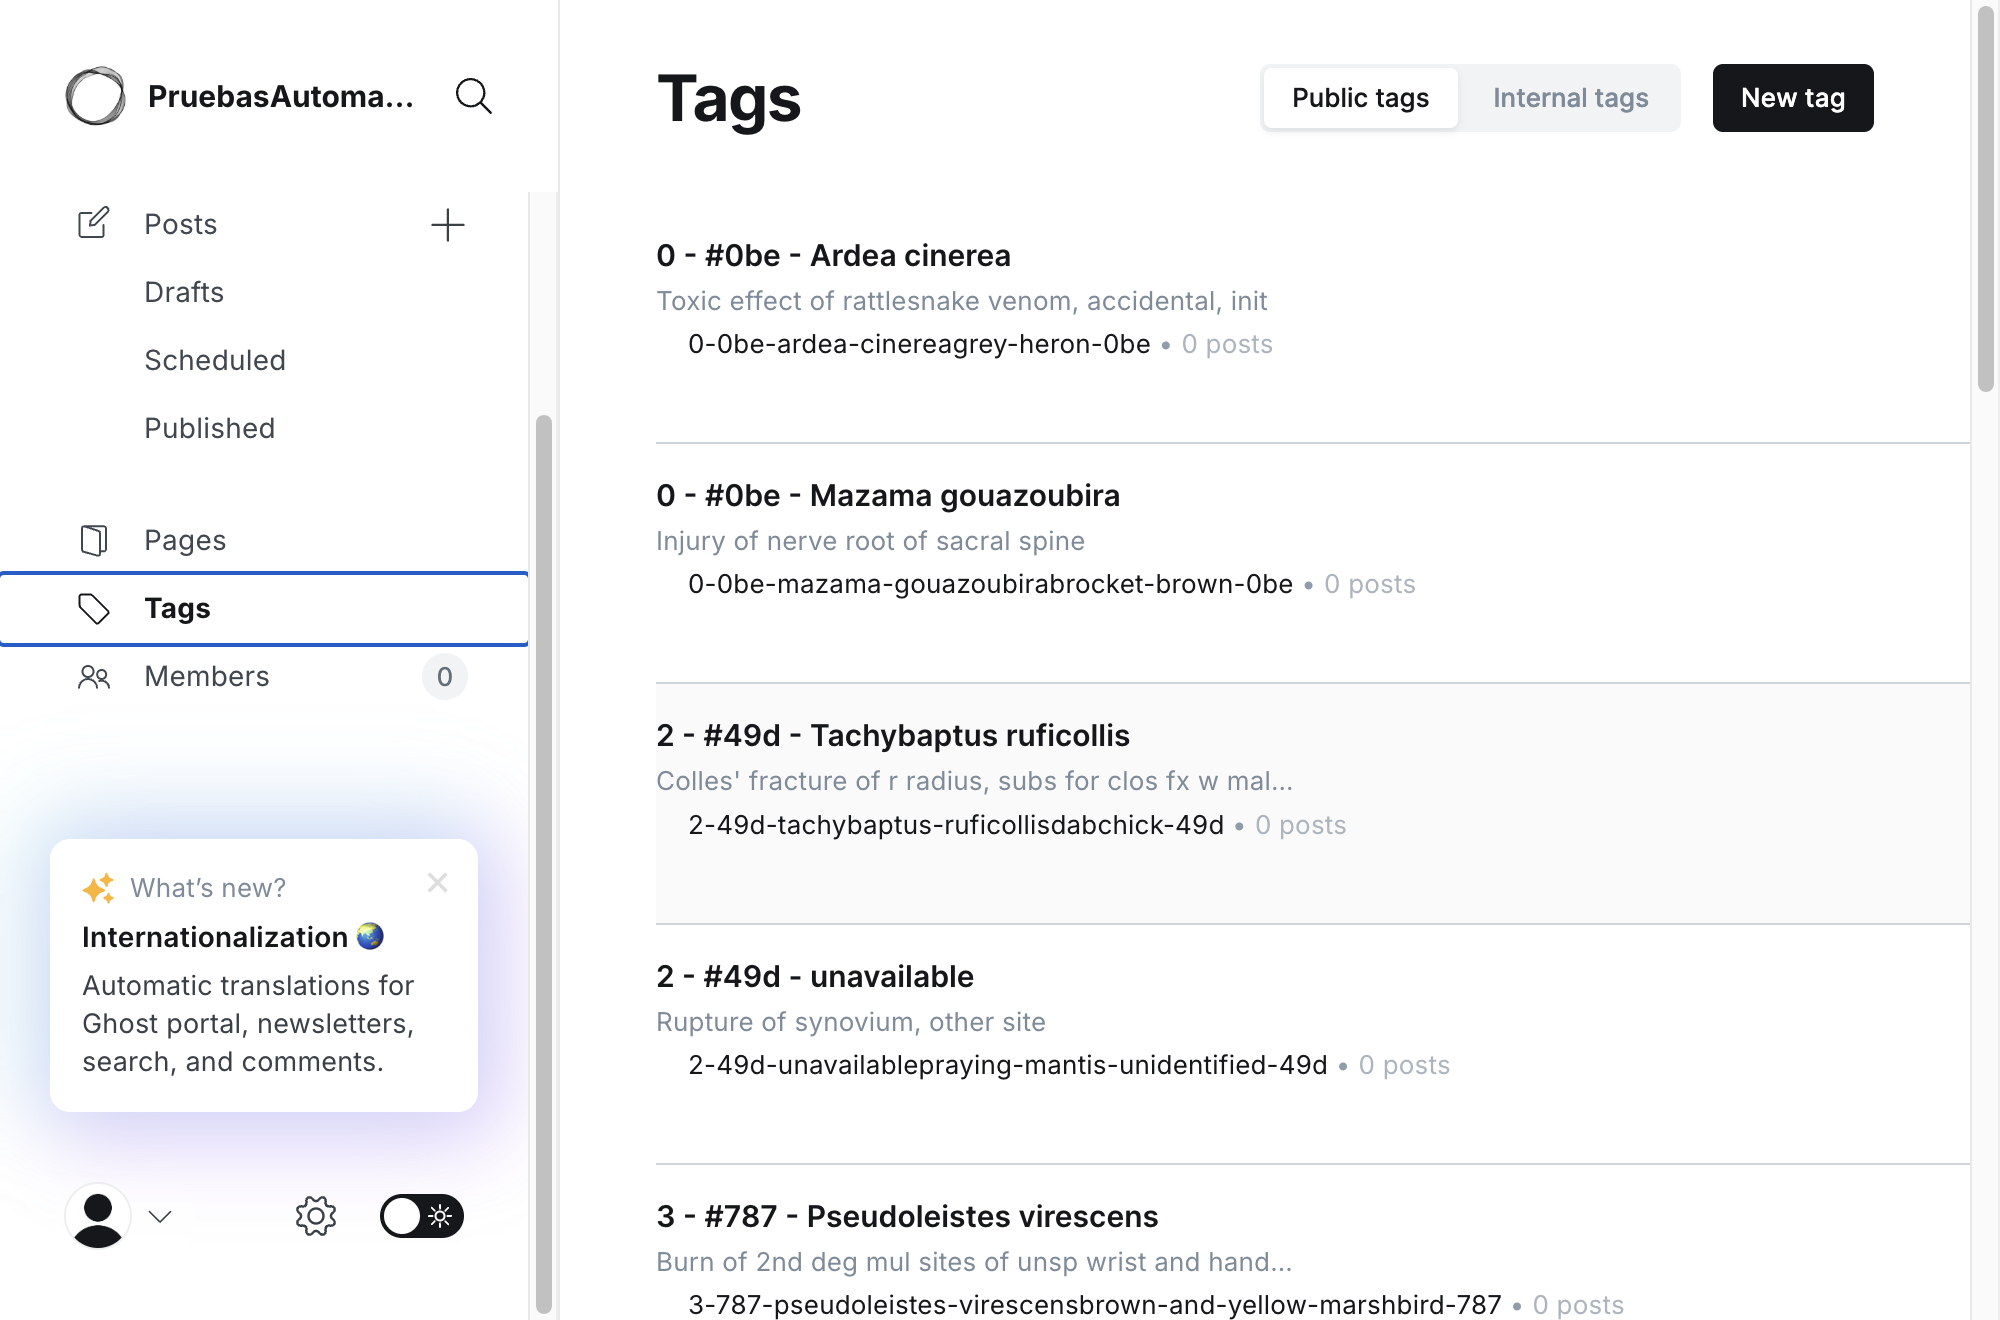 PruebasAutoma...
Posts
Drafts
Scheduled
Published
Pages
Tags
Members
0
What's new?
Internationalization
Automatic translations for
Ghost portal, newsletters,
search, and comments.
Tags
Public tags
Internal tags
New tag
0 - #0be - Ardea cinerea
Toxic effect of rattlesnake venom, accidental, init
0-0be-ardea-cinereagrey-heron-0be • 0 posts
0 - #0be - Mazama gouazoubira
Injury of nerve root of sacral spine
0-0be-mazama-gouazoubirabrocket-brown-0be • 0 posts
2 - #49d - Tachybaptus ruficollis
Colles' fracture of r radius, subs for clos fx w mal...
2-49d-tachybaptus-ruficollisdabchick-49d • 0 posts
2 - #49d - unavailable
Rupture of synovium, other site
2-49d-unavailablepraying-mantis-unidentified-49d • 0 posts
3 - #787 - Pseudoleistes virescens
Burn of 2nd deg mul sites of unsp wrist and hand...
3-787-pseudoleistes-virescensbrown-and-yellow-marshbird-787 • 0 posts